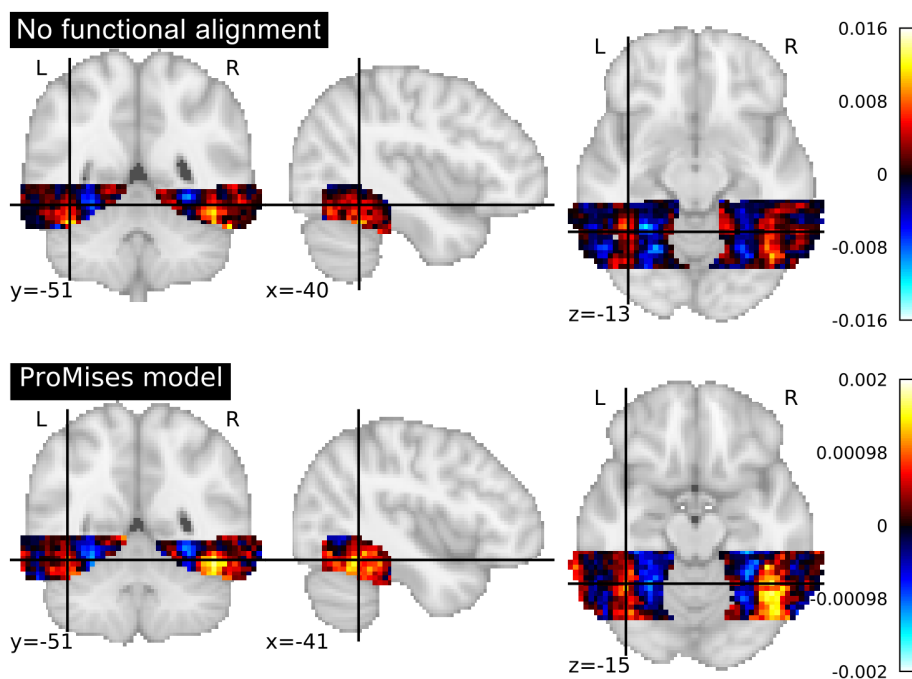 No functional alignment
L R L R
y=-51 x=-40 z=-13
0.016
0.008
0
-0.008
-0.016
ProMises model
L R L R
y=-51 x=-41 z=-15
0.002
0.00098
0
-0.00098
-0.002